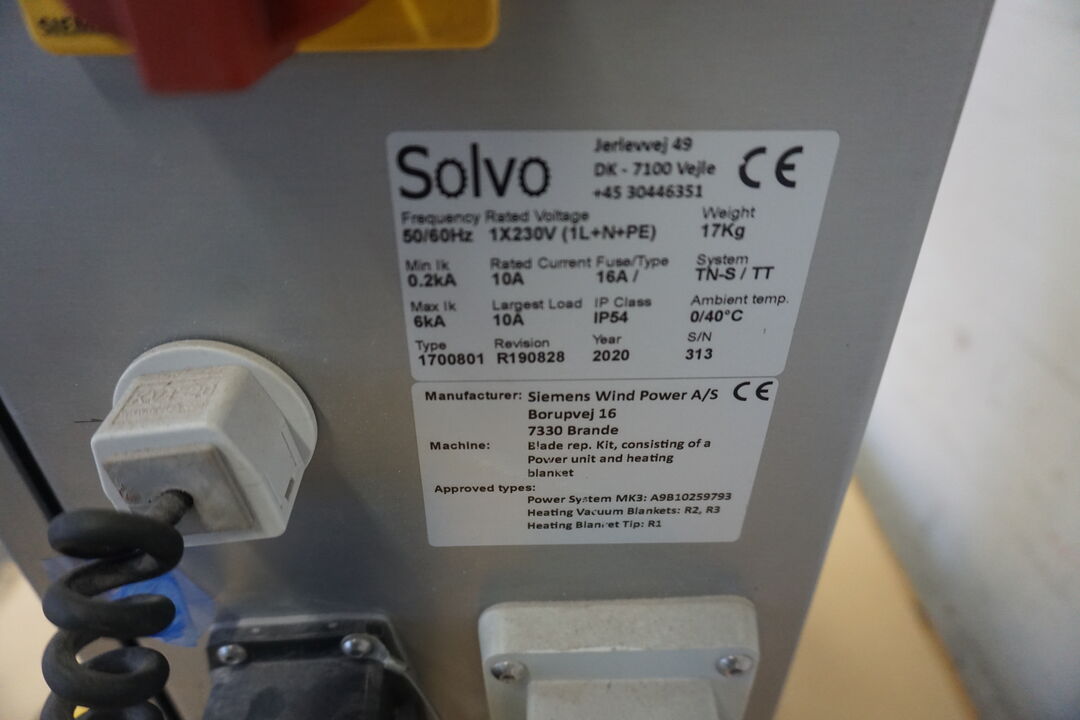 Solvo
Jerlevvej 49
DK - 7100 Vejle
+45 30446351
CE
Frequency Rated Voltage Weight
50/60Hz 1X230V (1L+N+PE) 17Kg
Min Ik Rated Current Fuse/Type System
0.2kA 10A 16A / TN-S / TT
Max Ik Largest Load IP Class Ambient temp.
6kA 10A IP54 0/40°C
Type Revision Year S/N
1700801 R190828 2020 313
Manufacturer: Siemens Wind Power A/S CE
Borupvej 16
7330 Brande
Machine: Blade rep. Kit, consisting of a
Power unit and heating
blanket
Approved types:
Power System MK3: A9B10259793
Heating Vacuum Blankets: R2, R3
Heating Blanket Tip: R1